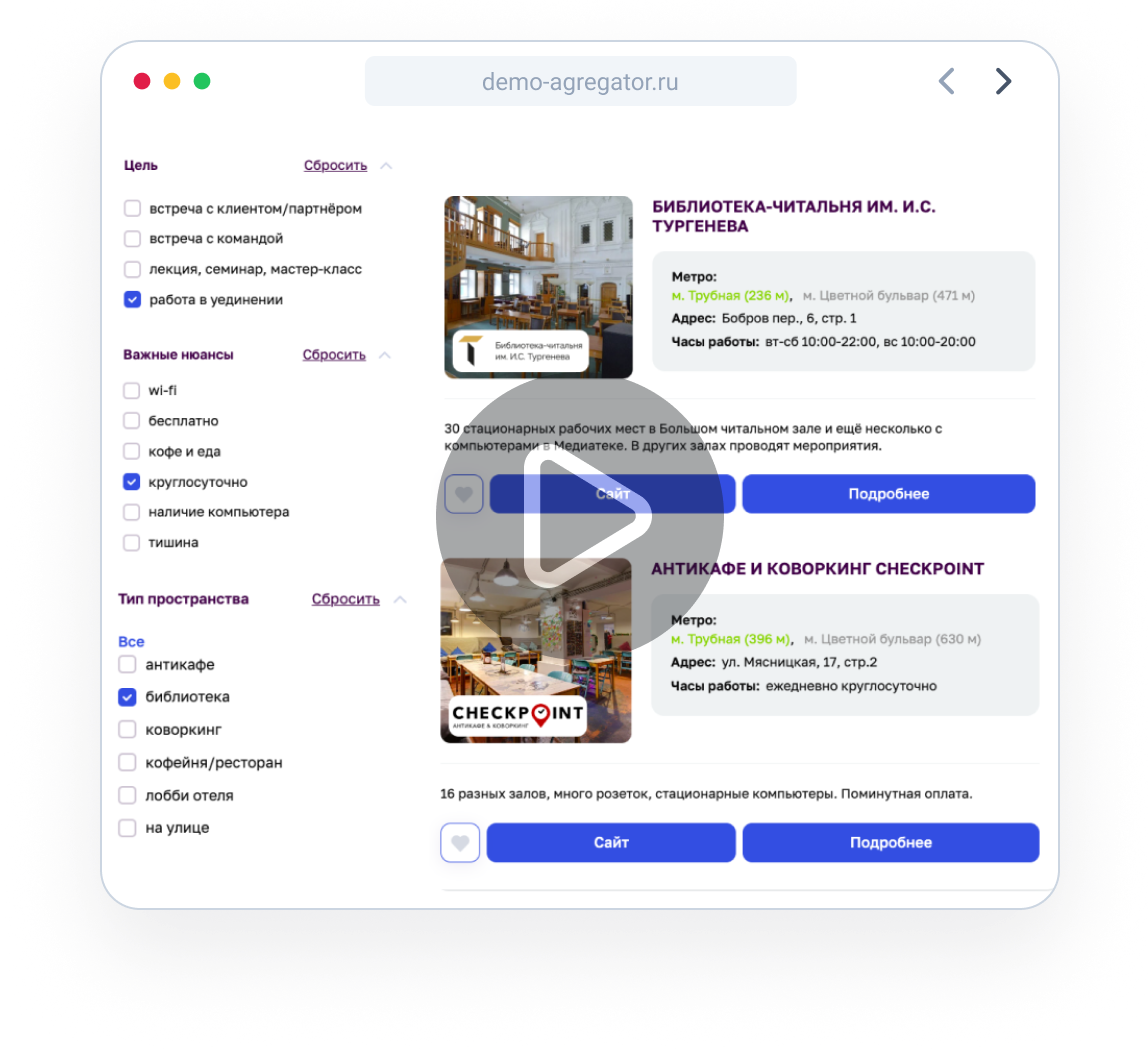 demo-agregator.ru
Цель
Сбросить
встреча с клиентом/партнёром
встреча с командой
лекция, семинар, мастер-класс
работа в уединении
Важные нюансы
Сбросить
wi-fi
бесплатно
кофе и еда
круглосуточно
наличие компьютера
тишина
Тип пространства
Сбросить
Все
антикафе
библиотека
коворкинг
кофейня/ресторан
лобби отеля
на улице
БИБЛИОТЕКА-ЧИТАЛЬНЯ ИМ. И.С.
ТУРГЕНЕВА
Библиотека-читальня
им. И.С. Тургенева
Метро:
м. Трубная (236 м), м. Цветной бульвар (471 м)
Адрес: Бобров пер., 6, стр. 1
Часы работы: вт-сб 10:00-22:00, вс 10:00-20:00
30 стационарных рабочих мест в Большом читальном зале и ещё несколько с
компьютерами в Медиатеке. В других залах проводят мероприятия.
Сайт
Подробнее
АНТИКАФЕ И КОВОРКИНГ CHECKPOINT
CHECKPOINT
АНТИКАФЕ & КОВОРКИНГ
Метро:
м. Трубная (396 м), м. Цветной бульвар (630 м)
Адрес: ул. Мясницкая, 17, стр.2
Часы работы: ежедневно круглосуточно
16 разных залов, много розеток, стационарные компьютеры. Поминутная оплата.
Сайт
Подробнее